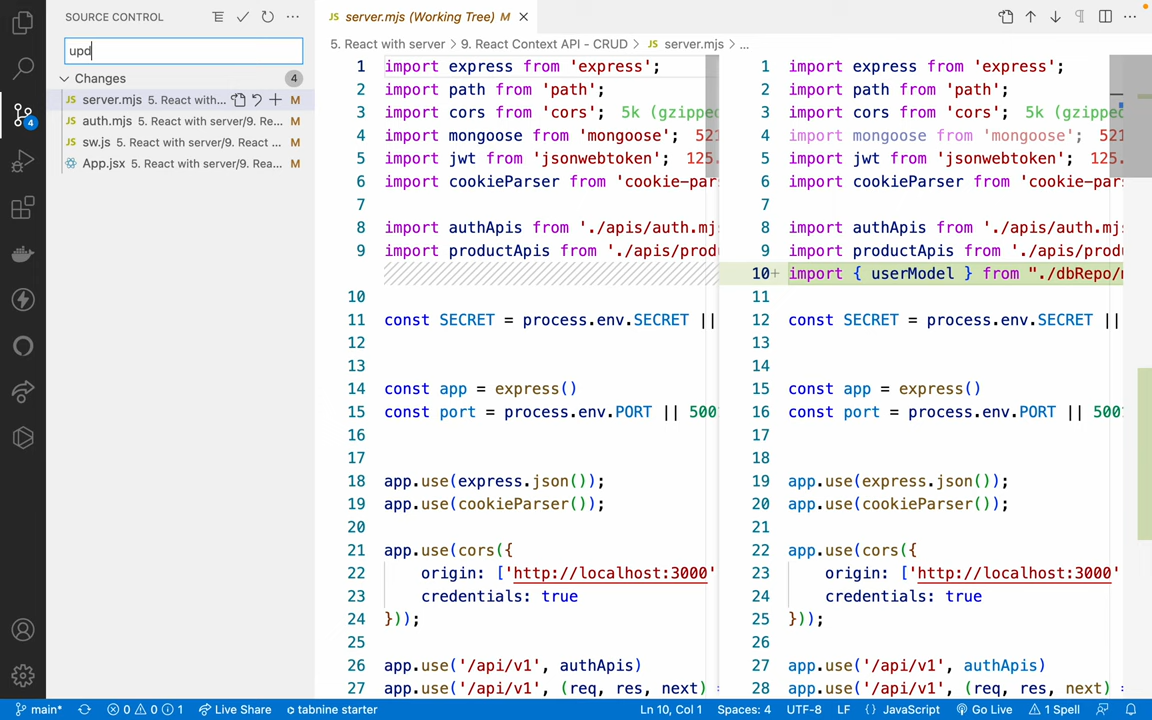 SOURCE CONTROL
upd
Changes 4
JS server.mjs 5. React with... M
JS auth.mjs 5. React with server/9. Re... M
JS sw.js 5. React with server/9. React ... M
App.jsx 5. React with server/9. Rea... M
4
JS server.mjs (Working Tree) M
5. React with server > 9. React Context API - CRUD > JS server.mjs > ...
1 import express from 'express';
2 import path from 'path';
3 import cors from 'cors'; 5k (gzipped
4 import mongoose from 'mongoose'; 521
5 import jwt from 'jsonwebtoken'; 125.
6 import cookieParser from 'cookie-par
7
8 import authApis from './apis/auth.mj
9 import productApis from './apis/prod
10
11 const SECRET = process.env.SECRET ||
12
13
14 const app = express()
15 const port = process.env.PORT || 500
16
17
18 app.use(express.json());
19 app.use(cookieParser());
20
21 app.use(cors({
22 origin: ['http://localhost:3000'
23 credentials: true
24 }));
25
26 app.use('/api/v1', authApis)
27 app.use('/api/v1', (req, res, next) =
1 import express from 'express';
2 import path from 'path';
3 import cors from 'cors'; 5k (gzipped
4 import mongoose from 'mongoose'; 521
5 import jwt from 'jsonwebtoken'; 125.
6 import cookieParser from 'cookie-par
7
8 import authApis from './apis/auth.mj
9 import productApis from './apis/prod
10+ import { userModel } from "./dbRepo/
11
12 const SECRET = process.env.SECRET ||
13
14
15 const app = express()
16 const port = process.env.PORT || 500
17
18
19 app.use(express.json());
20 app.use(cookieParser());
21
22 app.use(cors({
23 origin: ['http://localhost:3000'
24 credentials: true
25 }));
26
27 app.use('/api/v1', authApis)
28 app.use('/api/v1', (req, res, next) =
main* 0 0 1 Live Share tabnine starter Ln 10, Col 1 Spaces: 4 UTF-8 LF {} JavaScript Go Live 1 Spell